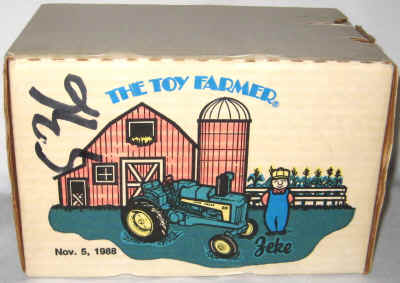 THE TOY FARMER®
Zeke
Nov. 5, 1988